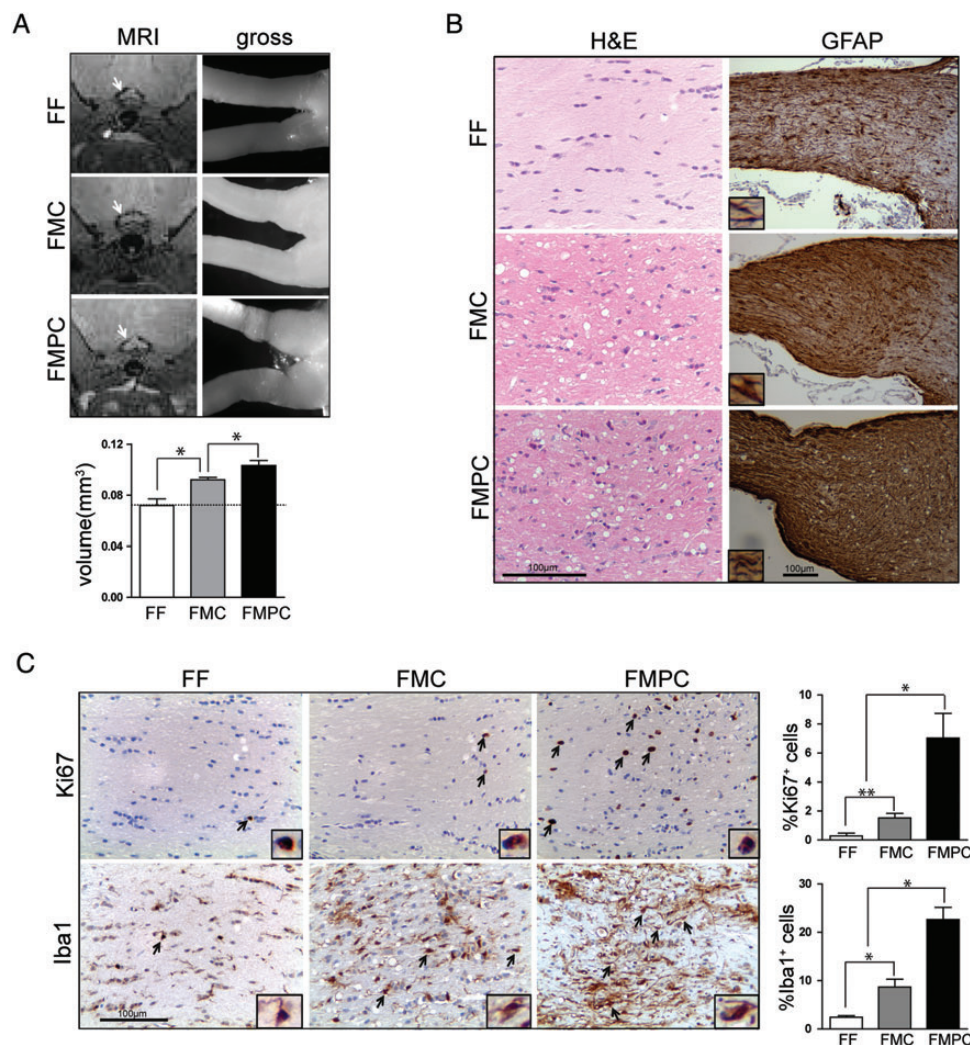 A
MRI gross
FF
FMC
FMPC
volume(mm³)
0.12
0.08
0.04
0.00
* *
FF FMC FMPC
B
H&E GFAP
FF
FMC
FMPC
100μm 100μm
C
FF FMC FMPC
Ki67
Iba1
100μm
%Ki67⁺ cells
10
8
6
4
2
0
*
**
FF FMC FMPC
%Iba1⁺ cells
30
20
10
0
*
*
FF FMC FMPC